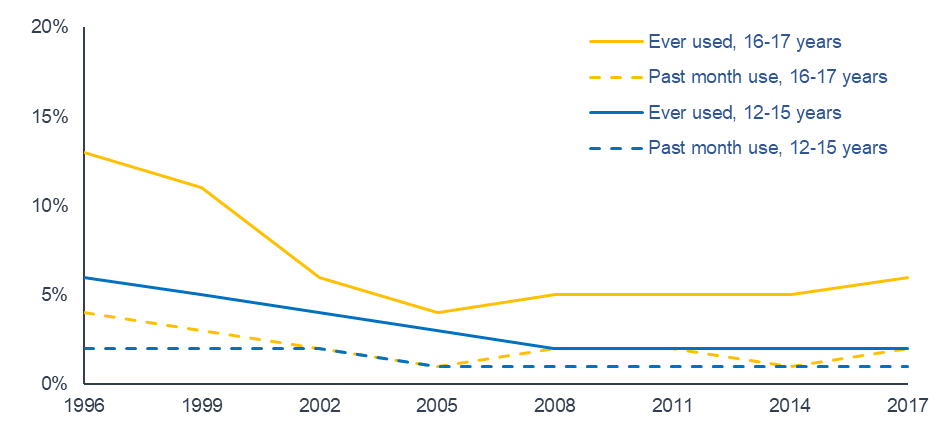 20%
Ever used, 16-17 years
Past month use, 16-17 years
15%
Ever used, 12-15 years
Past month use, 12-15 years
10%
5%
0%
1996 1999 2002 2005 2008 2011 2014 2017